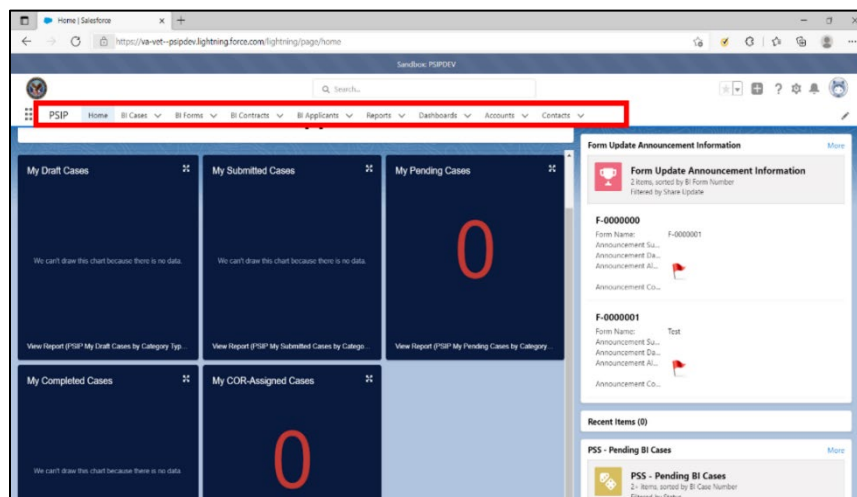 Home | Salesforce
https://va-vet--psipdev.lightning.force.com/lightning/page/home
Sandbox: PSIPDEV
Search...
PSIP Home BI Cases BI Forms BI Contracts BI Applicants Reports Dashboards Accounts Contacts
My Draft Cases
We can't draw this chart because there is no data.
View Report (PSIP My Draft Cases by Category Typ...
My Submitted Cases
We can't draw this chart because there is no data.
View Report (PSIP My Submitted Cases by Catego...
My Pending Cases
0
View Report (PSIP My Pending Cases by Category...
My Completed Cases
We can't draw this chart because there is no data.
My COR-Assigned Cases
0
Form Update Announcement Information
More
Form Update Announcement Information
2 items, sorted by BI Form Number
Filtered by Share Update
F-0000000
Form Name: F-0000001
Announcement Su...
Announcement Da...
Announcement Al...
Announcement Co...
F-0000001
Form Name: Test
Announcement Su...
Announcement Da...
Announcement Al...
Announcement Co...
Recent Items (0)
PSS - Pending BI Cases
More
PSS - Pending BI Cases
2+ items, sorted by BI Case Number
Filtered by Status